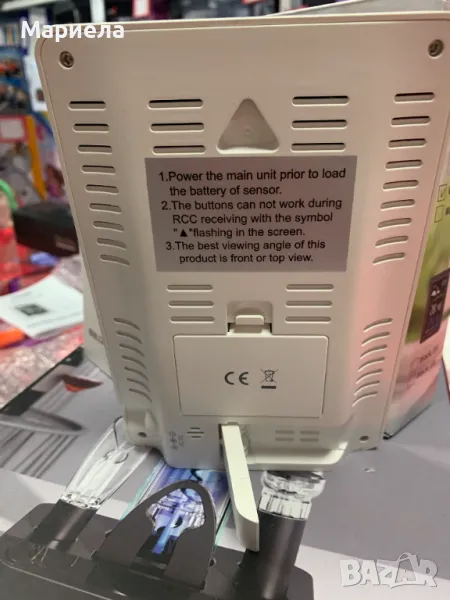 Мариела
1.Power the main unit prior to load
the battery of sensor.
2.The buttons can not work during
RCC receiving with the symbol
"▲"flashing in the screen.
3.The best viewing angle of this
product is front or top view.
CE
BAZAR